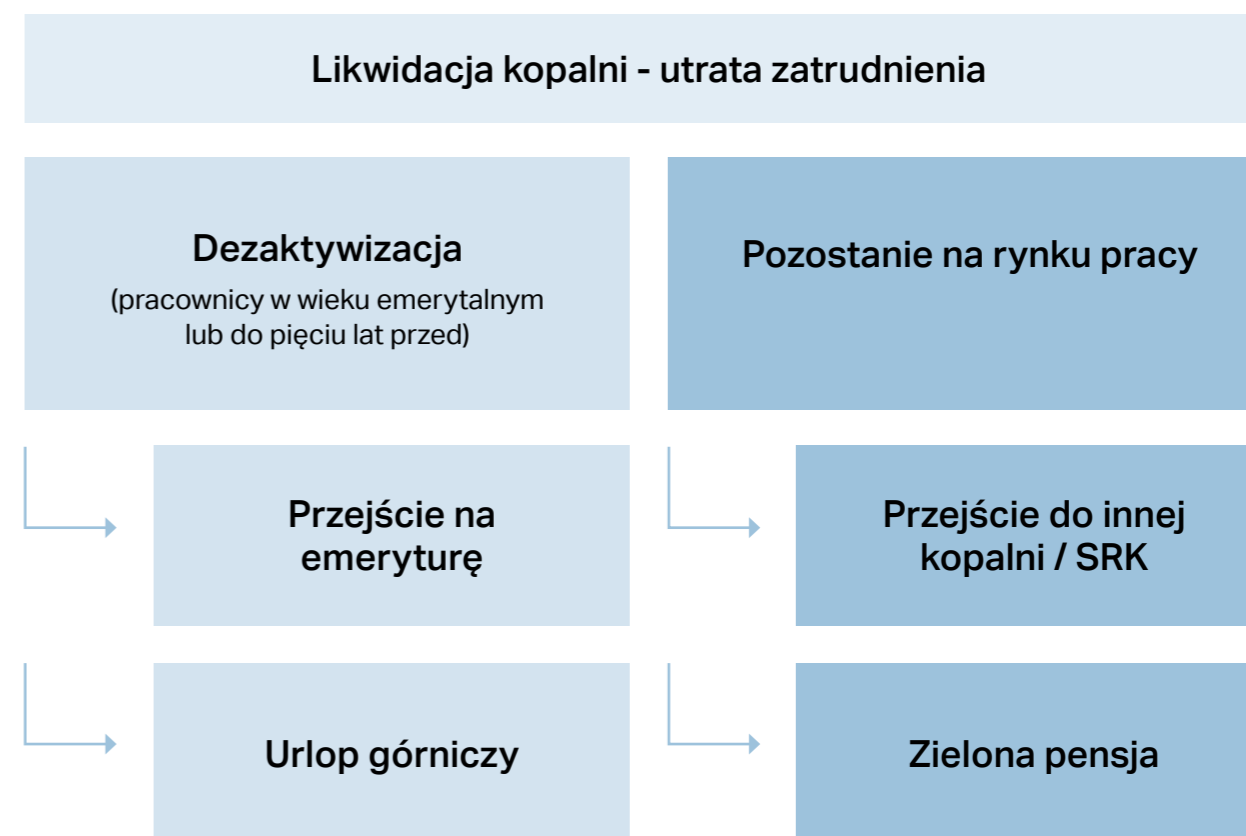 Likwidacja kopalni - utrata zatrudnienia
Dezaktywizacja
(pracownicy w wieku emerytalnym
lub do pięciu lat przed)
Pozostanie na rynku pracy
Przejście na
emeryturę
Przejście do innej
kopalni / SRK
Urlop górniczy
Zielona pensja